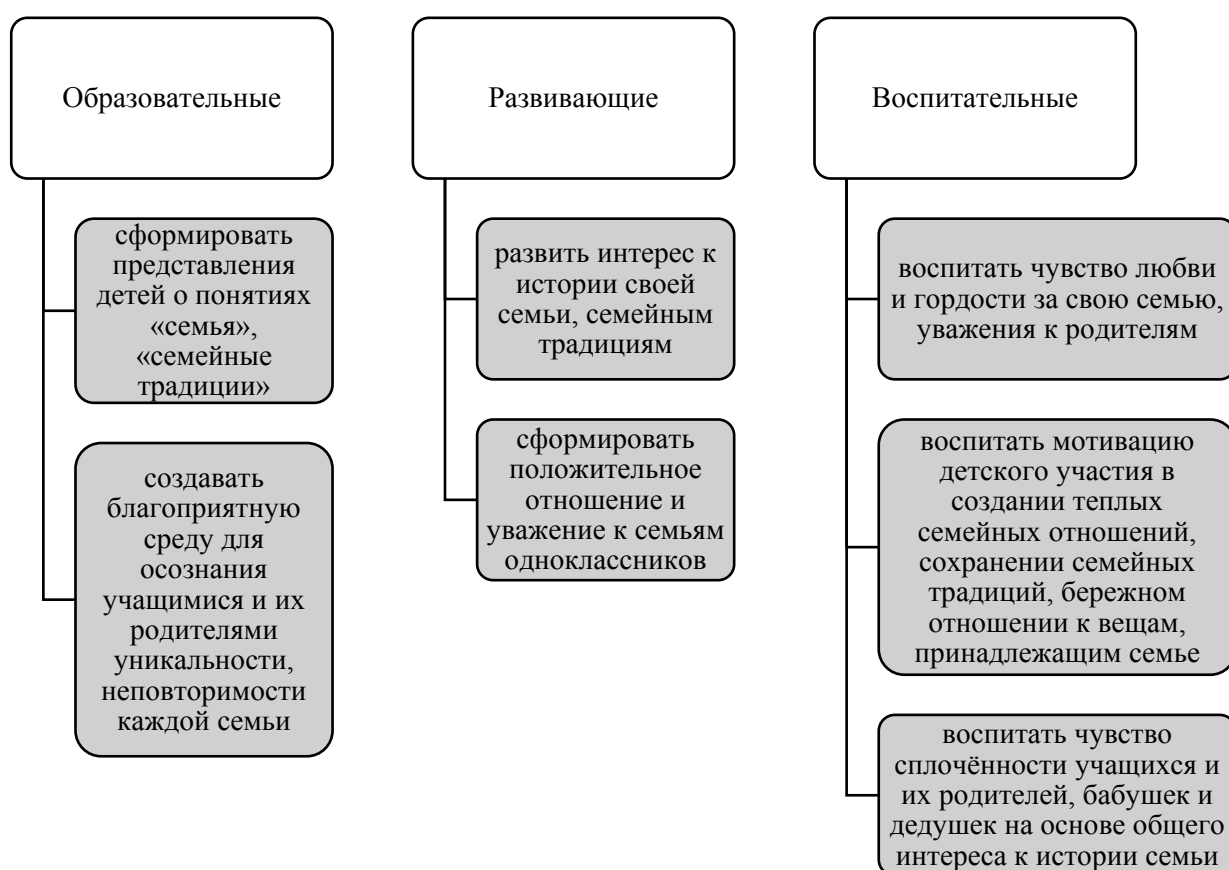 Образовательные
сформировать
представления
детей о понятиях
«семья»,
«семейные
традиции»
создавать
благоприятную
среду для
осознания
учащимися и их
родителями
уникальности,
неповторимости
каждой семьи
Развивающие
развить интерес к
истории своей
семьи, семейным
традициям
сформировать
положительное
отношение и
уважение к семьям
одноклассников
Воспитательные
воспитать чувство любви
и гордости за свою семью,
уважения к родителям
воспитать мотивацию
детского участия в
создании теплых
семейных отношений,
сохранении семейных
традиций, бережном
отношении к вещам,
принадлежащим семье
воспитать чувство
сплочённости учащихся и
их родителей, бабушек и
дедушек на основе общего
интереса к истории семьи